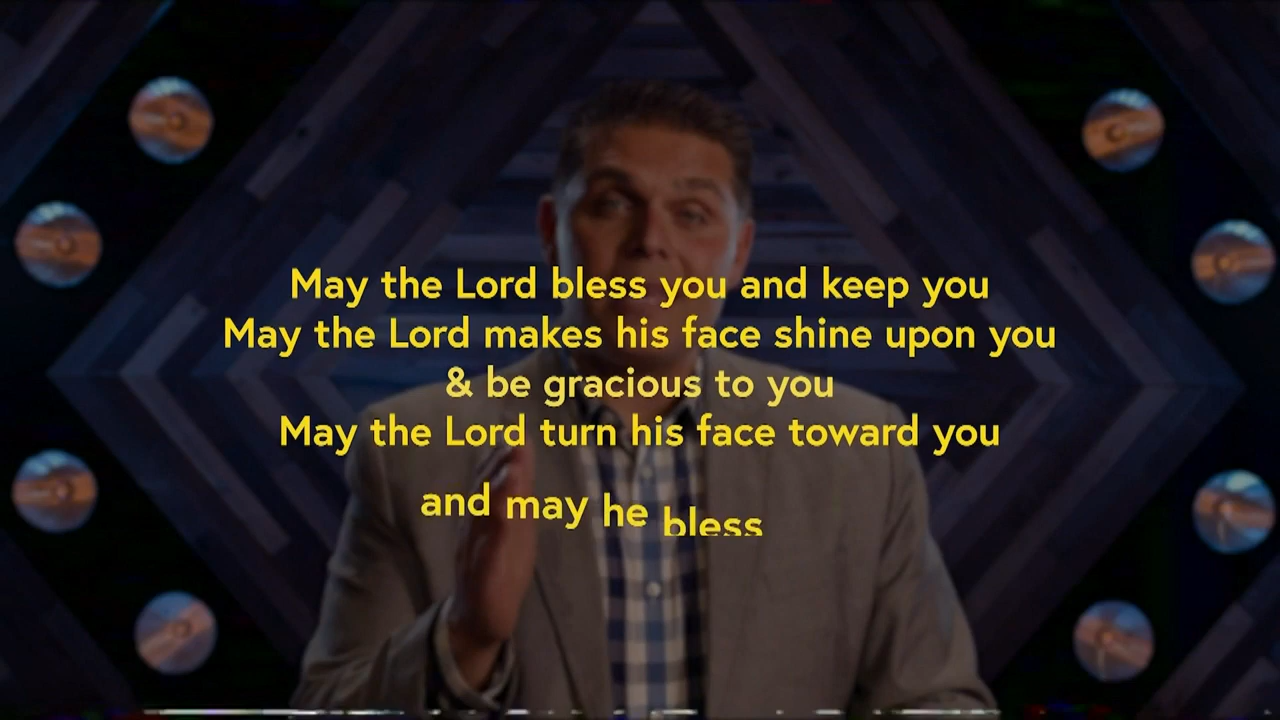 May the Lord bless you and keep you
May the Lord makes his face shine upon you
& be gracious to you
May the Lord turn his face toward you
and may he bless